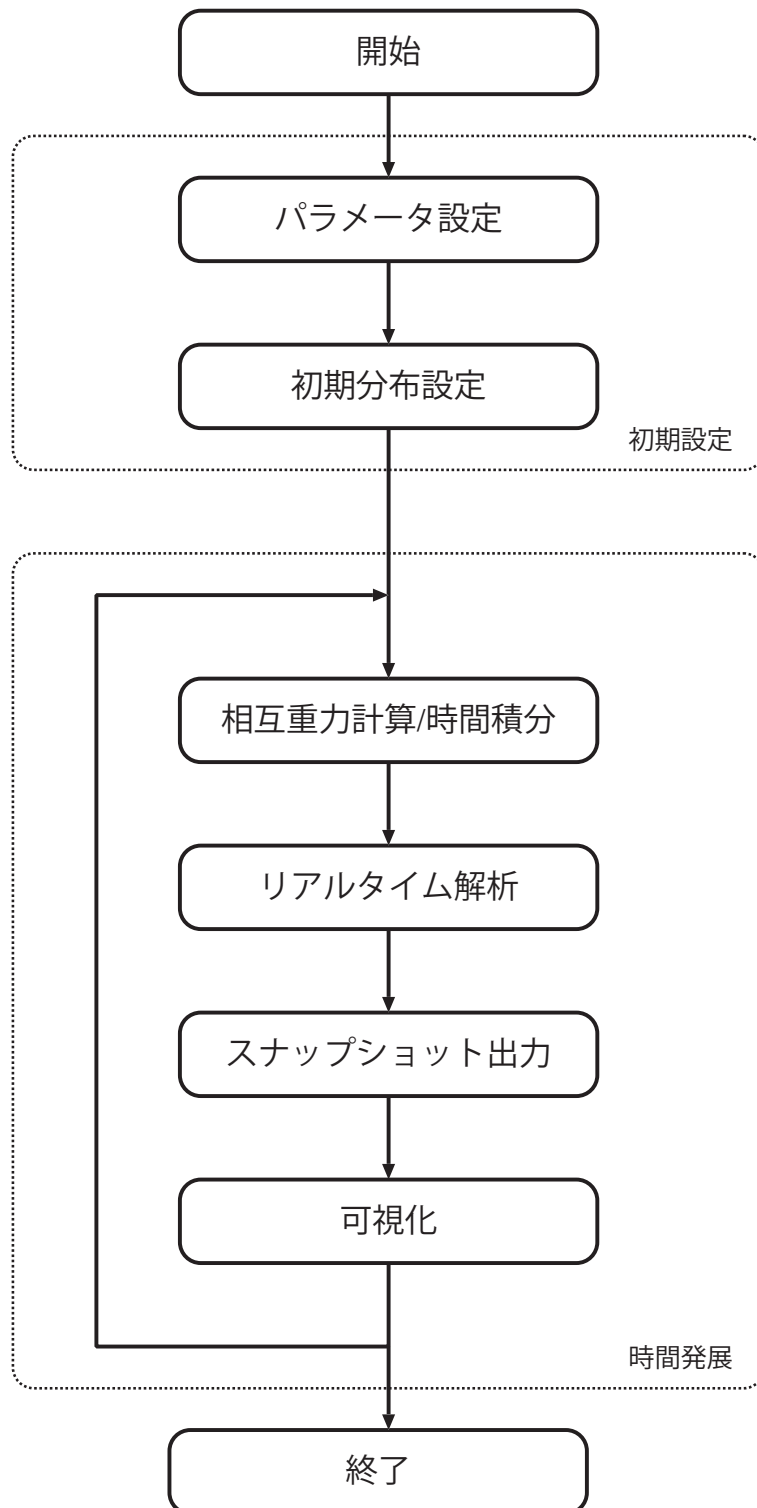 開始
パラメータ設定
初期分布設定
初期設定
相互重力計算/時間積分
リアルタイム解析
スナップショット出力
可視化
時間発展
終了